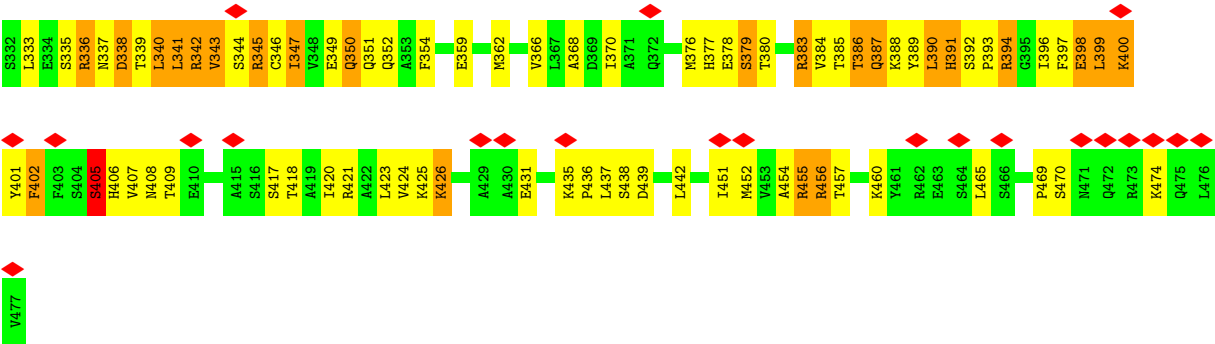 S332 L333 E334 S335 R336 N337 D338 T339 L340 L341 R342 V343 S344 R345 C346 I347 V348 E349 Q350 Q351 Q352 A353 F354 E359 M362 V366 L367 A368 D369 I370 A371 Q372 M376 H377 E378 S379 T380 R383 V384 T385 T386 Q387 K388 Y389 L390 H391 S392 P393 R394 G395 I396 F397 E398 L399 K400
Y401 F402 F403 S404 S405 H406 V407 N408 T409 E410 A415 S416 S417 T418 A419 I420 R421 A422 L423 V424 K425 K426 A429 A430 E431 K435 P436 L437 S438 D439 L442 I451 M452 V453 A454 R455 R456 T457 K460 Y461 R462 E463 S464 L465 S466 P469 S470 N471 Q472 R473 K474 Q475 L476
V477